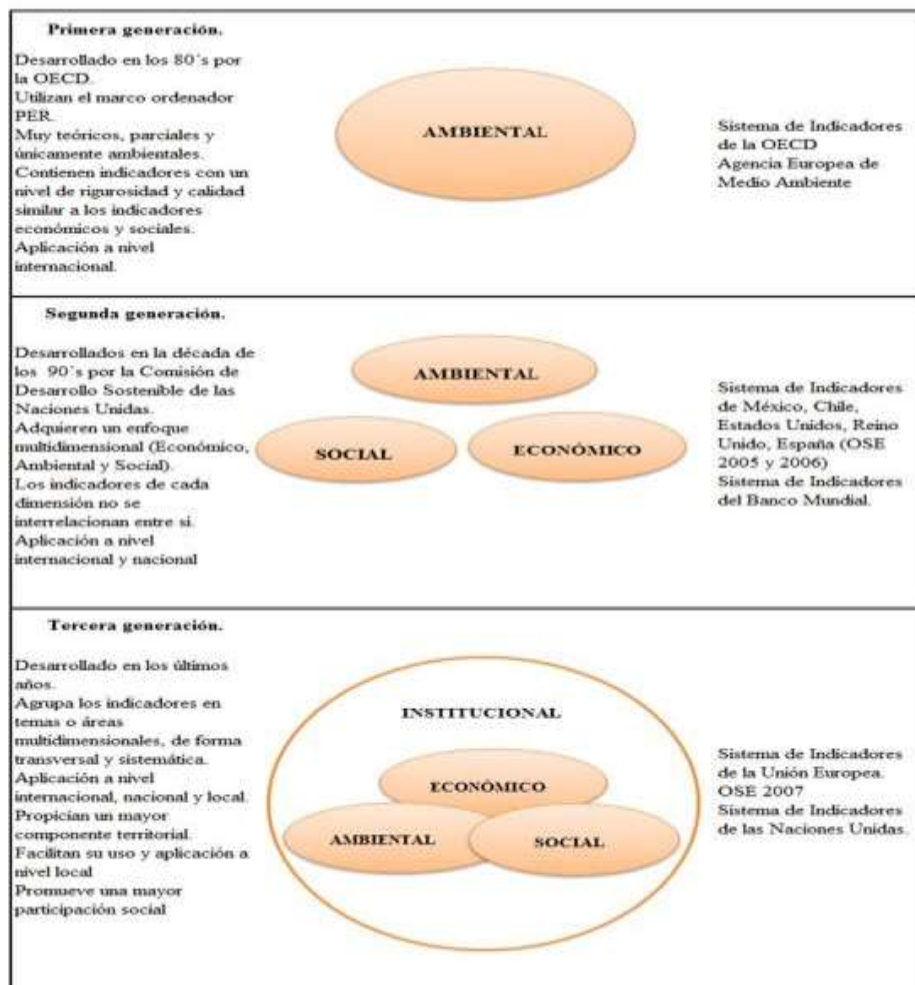 Primera generación.
Desarrollado en los 80´s por
la OECD.
Utilizan el marco ordenador
PER.
Muy teóricos, parciales y
únicamente ambientales.
Contienen indicadores con un
nivel de rigurosidad y calidad
similar a los indicadores
económicos y sociales.
Aplicación a nivel
internacional.
AMBIENTAL
Sistema de Indicadores
de la OECD
Agencia Europea de
Medio Ambiente
Segunda generación.
Desarrollados en la década de
los 90´s por la Comisión de
Desarrollo Sostenible de las
Naciones Unidas.
Adquieren un enfoque
multidimensional (Económico,
Ambiental y Social).
Los indicadores de cada
dimensión no se
interrelacionan entre si.
Aplicación a nivel
internacional y nacional
AMBIENTAL
SOCIAL
ECONÓMICO
Sistema de Indicadores
de México, Chile,
Estados Unidos, Reino
Unido, España (OSE
2005 y 2006)
Sistema de Indicadores
del Banco Mundial.
Tercera generación.
Desarrollado en los últimos
años.
Agrupa los indicadores en
temas o áreas
multidimensionales, de forma
transversal y sistemática.
Aplicación a nivel
internacional, nacional y local.
Propician un mayor
componente territorial.
Facilitan su uso y aplicación a
nivel local
Promueve una mayor
participación social
INSTITUCIONAL
ECONÓMICO
AMBIENTAL
SOCIAL
Sistema de Indicadores
de la Unión Europea.
OSE 2007
Sistema de Indicadores
de las Naciones Unidas.